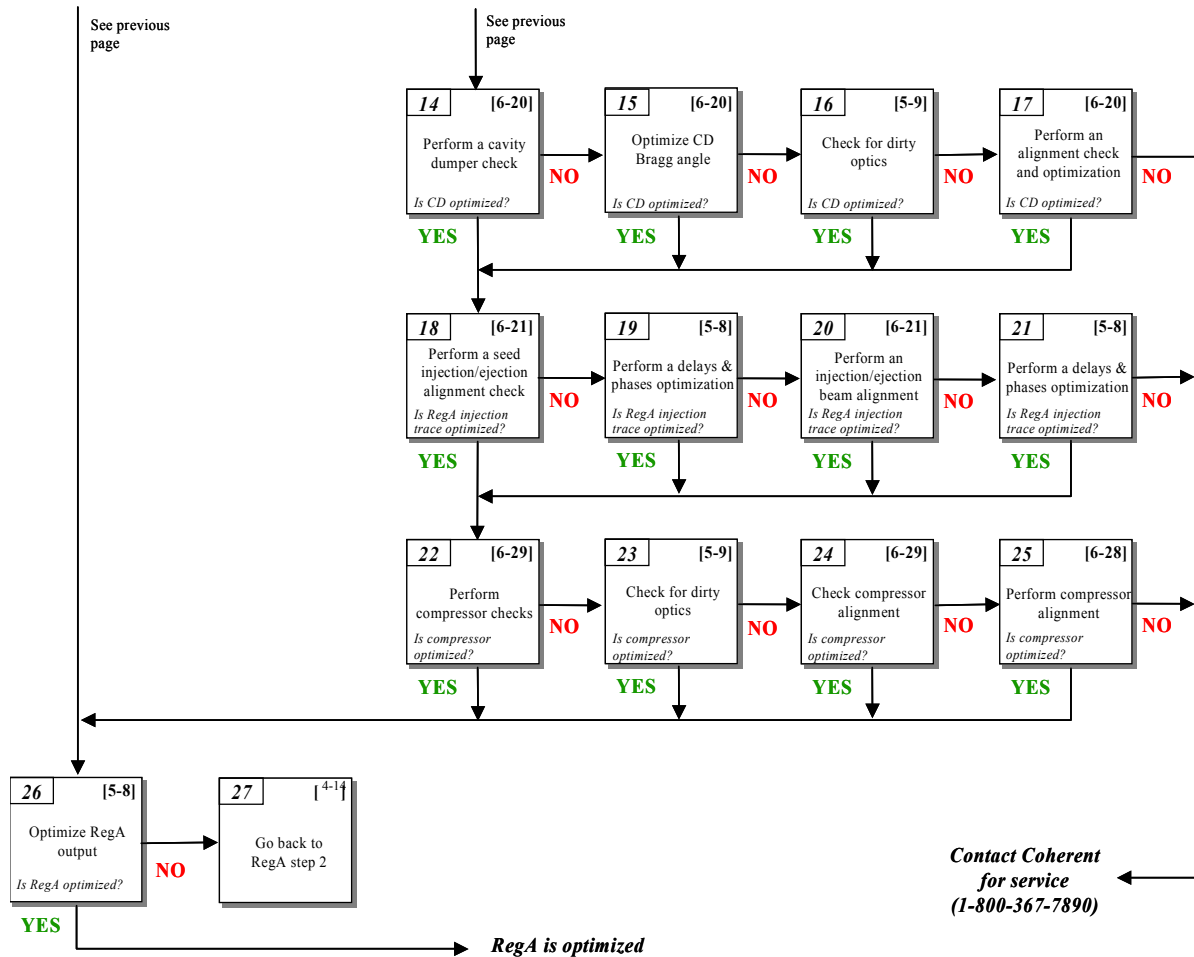 See previous
page
See previous
page
14 [6-20]
Perform a cavity
dumper check
Is CD optimized?
YES
NO
15 [6-20]
Optimize CD
Bragg angle
Is CD optimized?
YES
NO
16 [5-9]
Check for dirty
optics
Is CD optimized?
YES
NO
17 [6-20]
Perform an
alignment check
and optimization
Is CD optimized?
YES
NO
18 [6-21]
Perform a seed
injection/ejection
alignment check
Is RegA injection
trace optimized?
YES
NO
19 [5-8]
Perform a delays &
phases optimization
Is RegA injection
trace optimized?
YES
NO
20 [6-21]
Perform an
injection/ejection
beam alignment
Is RegA injection
trace optimized?
YES
NO
21 [5-8]
Perform a delays &
phases optimization
Is RegA injection
trace optimized?
YES
NO
22 [6-29]
Perform
compressor checks
Is compressor
optimized?
YES
NO
23 [5-9]
Check for dirty
optics
Is compressor
optimized?
YES
NO
24 [6-29]
Check compressor
alignment
Is compressor
optimized?
YES
NO
25 [6-28]
Perform compressor
alignment
Is compressor
optimized?
YES
NO
26 [5-8]
Optimize RegA
output
Is RegA optimized?
YES
NO
27 [4-14]
Go back to
RegA step 2
Contact Coherent
for service
(1-800-367-7890)
RegA is optimized